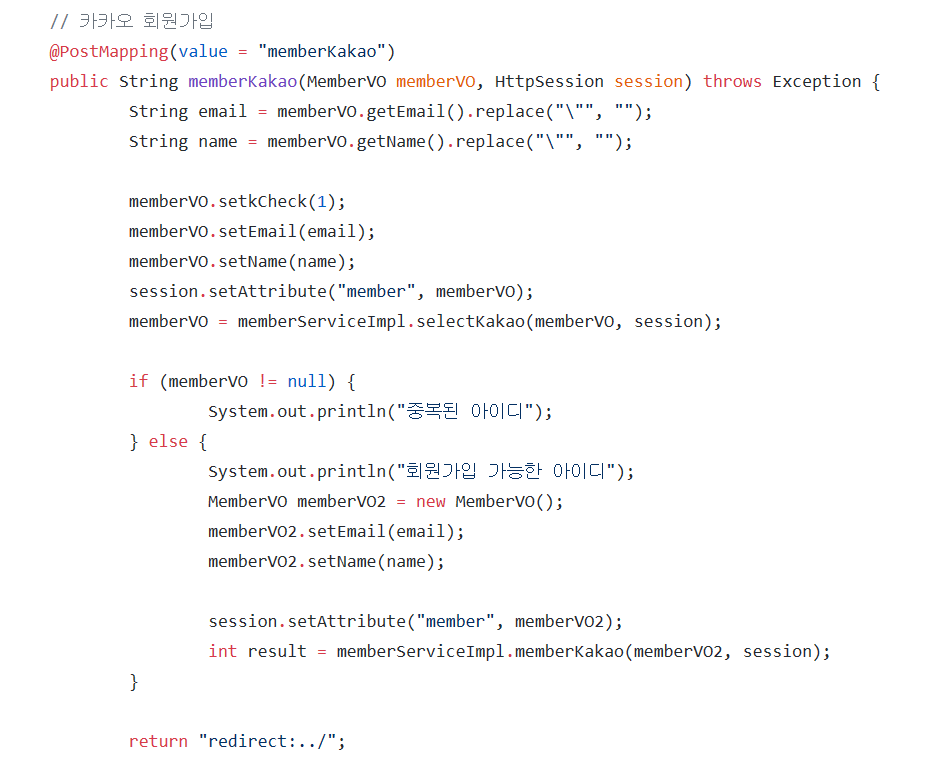 // 카카오 회원가입
@PostMapping(value = "memberKakao")
public String memberKakao(MemberVO memberVO, HttpSession session) throws Exception {
String email = memberVO.getEmail().replace("\"", "");
String name = memberVO.getName().replace("\"", "");
memberVO.setkCheck(1);
memberVO.setEmail(email);
memberVO.setName(name);
session.setAttribute("member", memberVO);
memberVO = memberServiceImpl.selectKakao(memberVO, session);
if (memberVO != null) {
System.out.println("중복된 아이디");
} else {
System.out.println("회원가입 가능한 아이디");
MemberVO memberVO2 = new MemberVO();
memberVO2.setEmail(email);
memberVO2.setName(name);
session.setAttribute("member", memberVO2);
int result = memberServiceImpl.memberKakao(memberVO2, session);
}
return "redirect:../";